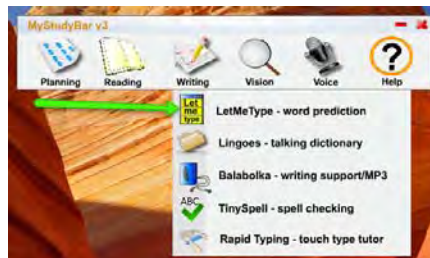 MyStudyBar v3
Planning Reading Writing Vision Voice Help
Let
me
type
LetMeType - word prediction
Lingoes - talking dictionary
Balabolka - writing support/MP3
ABC
TinySpell - spell checking
Rapid Typing - touch type tutor